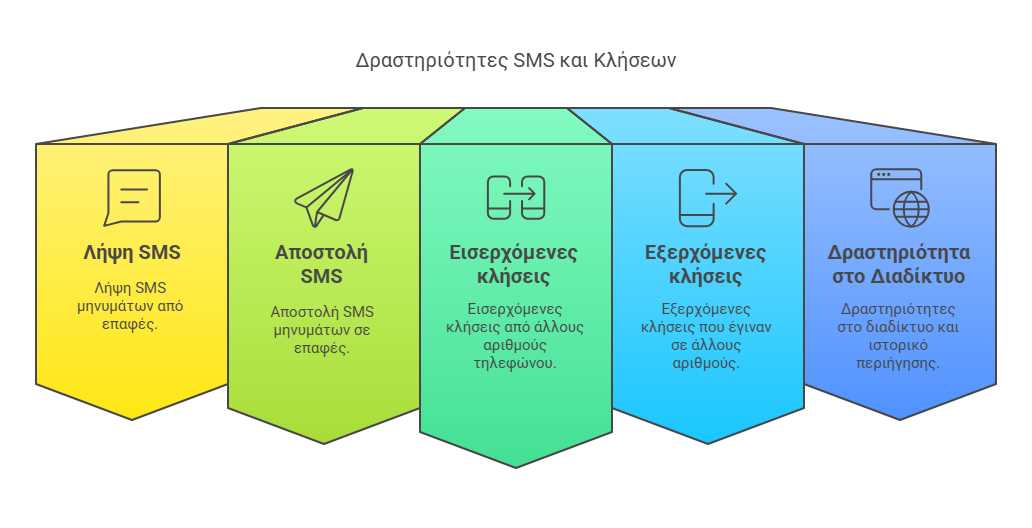 Δραστηριότητες SMS και Κλήσεων
Λήψη SMS
Λήψη SMS
μηνυμάτων από
επαφές.
Αποστολή
SMS
Αποστολή SMS
μηνυμάτων σε
επαφές.
Εισερχόμενες
κλήσεις
Εισερχόμενες
κλήσεις από άλλους
αριθμούς
τηλεφώνου.
Εξερχόμενες
κλήσεις
Εξερχόμενες
κλήσεις που έγιναν
σε άλλους
αριθμούς.
Δραστηριότητα
στο Διαδίκτυο
Δραστηριότητες
στο διαδίκτυο και
ιστορικό
περιήγησης.